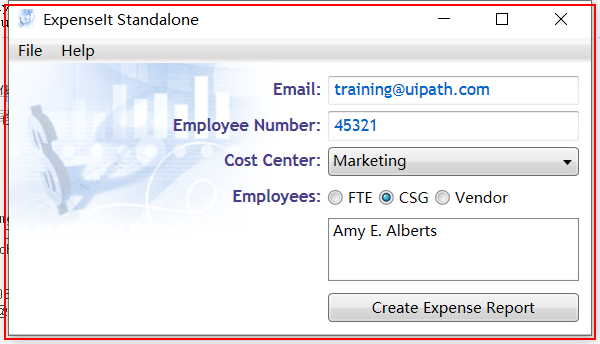 ExpenseIt Standalone
File Help
Email: training@uipath.com
Employee Number: 45321
Cost Center: Marketing
Employees: FTE CSG Vendor
Amy E. Alberts
Create Expense Report